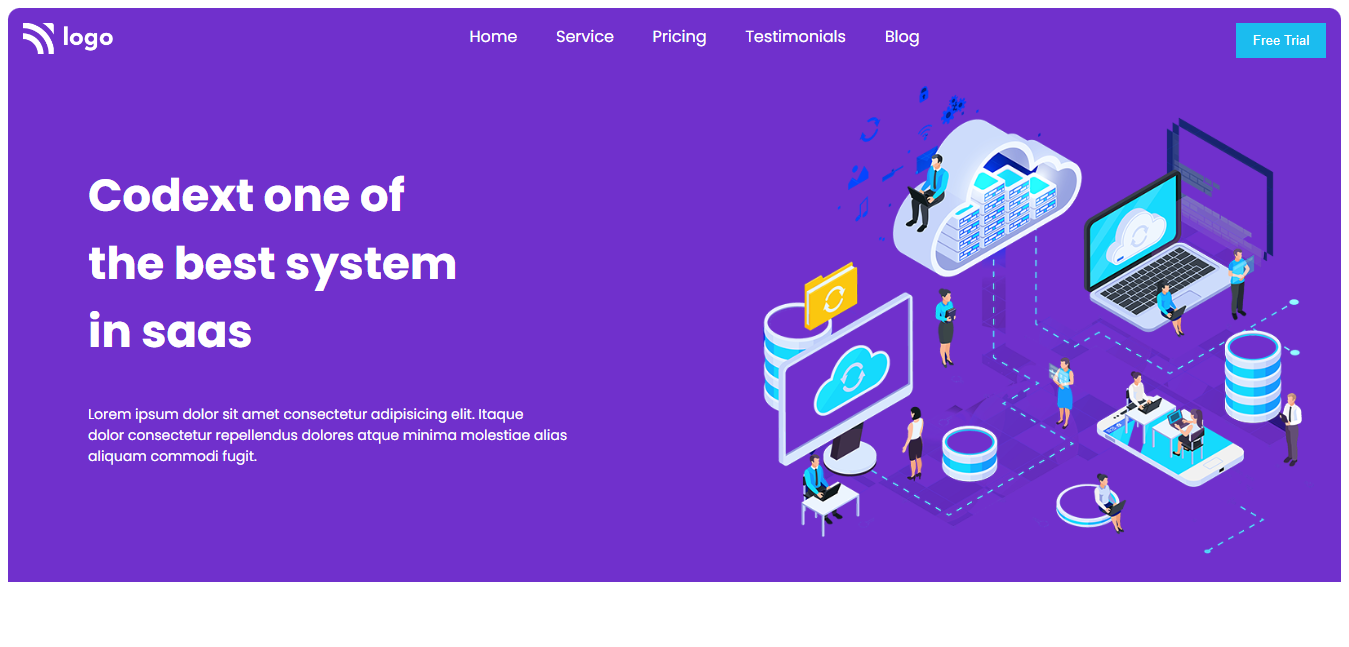 logo
Home Service Pricing Testimonials Blog
Free Trial
Codext one of
the best system
in saas
Lorem ipsum dolor sit amet consectetur adipisicing elit. Itaque
dolor consectetur repellendus dolores atque minima molestiae alias
aliquam commodi fugit.